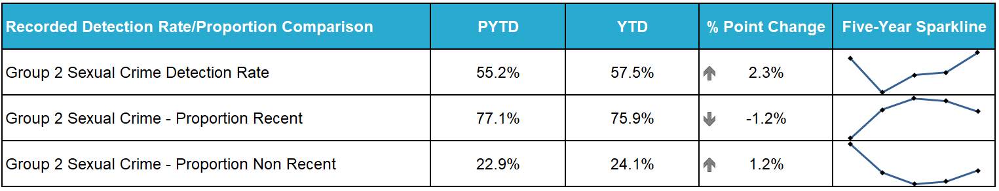 Recorded Detection Rate/Proportion Comparison PYTD YTD % Point Change Five-Year Sparkline
Group 2 Sexual Crime Detection Rate 55.2% 57.5% 2.3%
Group 2 Sexual Crime - Proportion Recent 77.1% 75.9% -1.2%
Group 2 Sexual Crime - Proportion Non Recent 22.9% 24.1% 1.2%